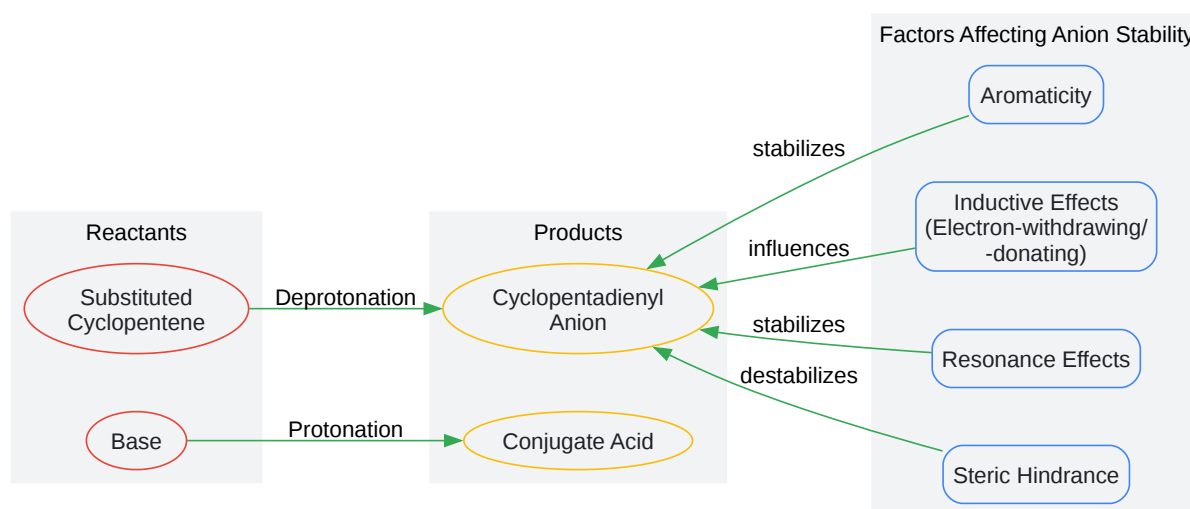 Factors Affecting Anion Stability
Aromaticity
stabilizes
Inductive Effects
(Electron-withdrawing/
-donating)
influences
Reactants
Products
Substituted
Cyclopentene
Deprotonation
Cyclopentadienyl
Anion
stabilizes
Resonance Effects
destabilizes
Base
Protonation
Conjugate Acid
Steric Hindrance